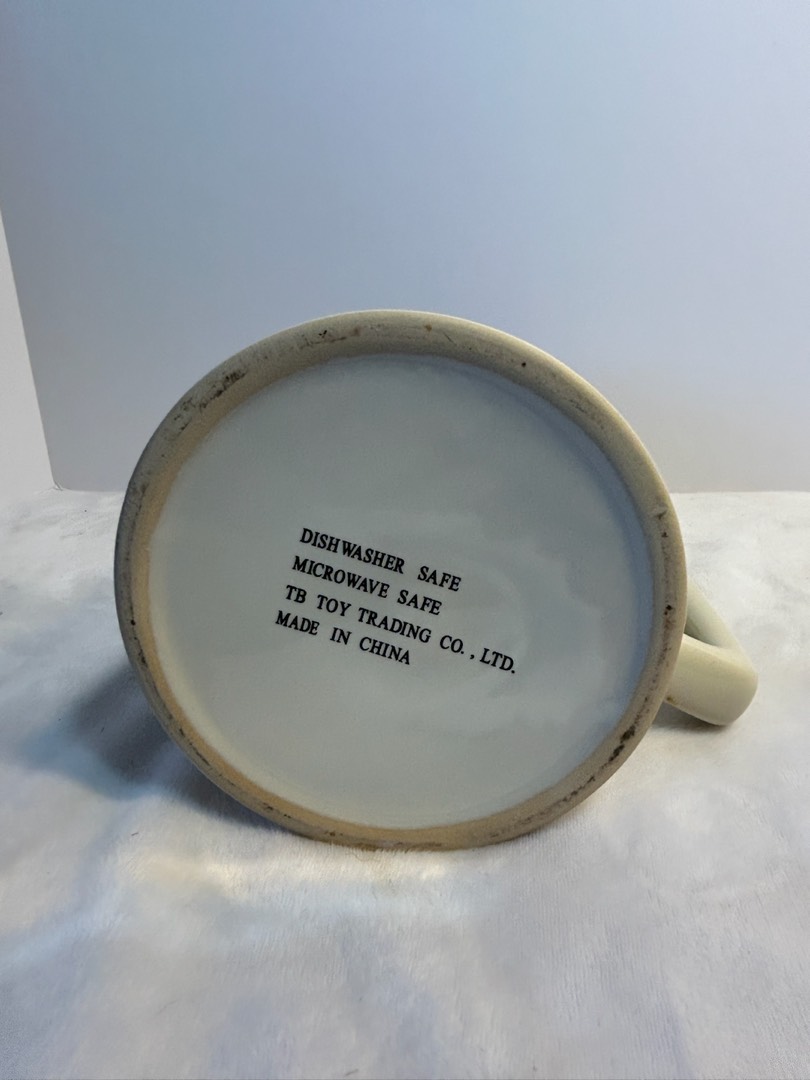 DISHWASHER SAFE
MICROWAVE SAFE
TB TOY TRADING CO., LTD.
MADE IN CHINA